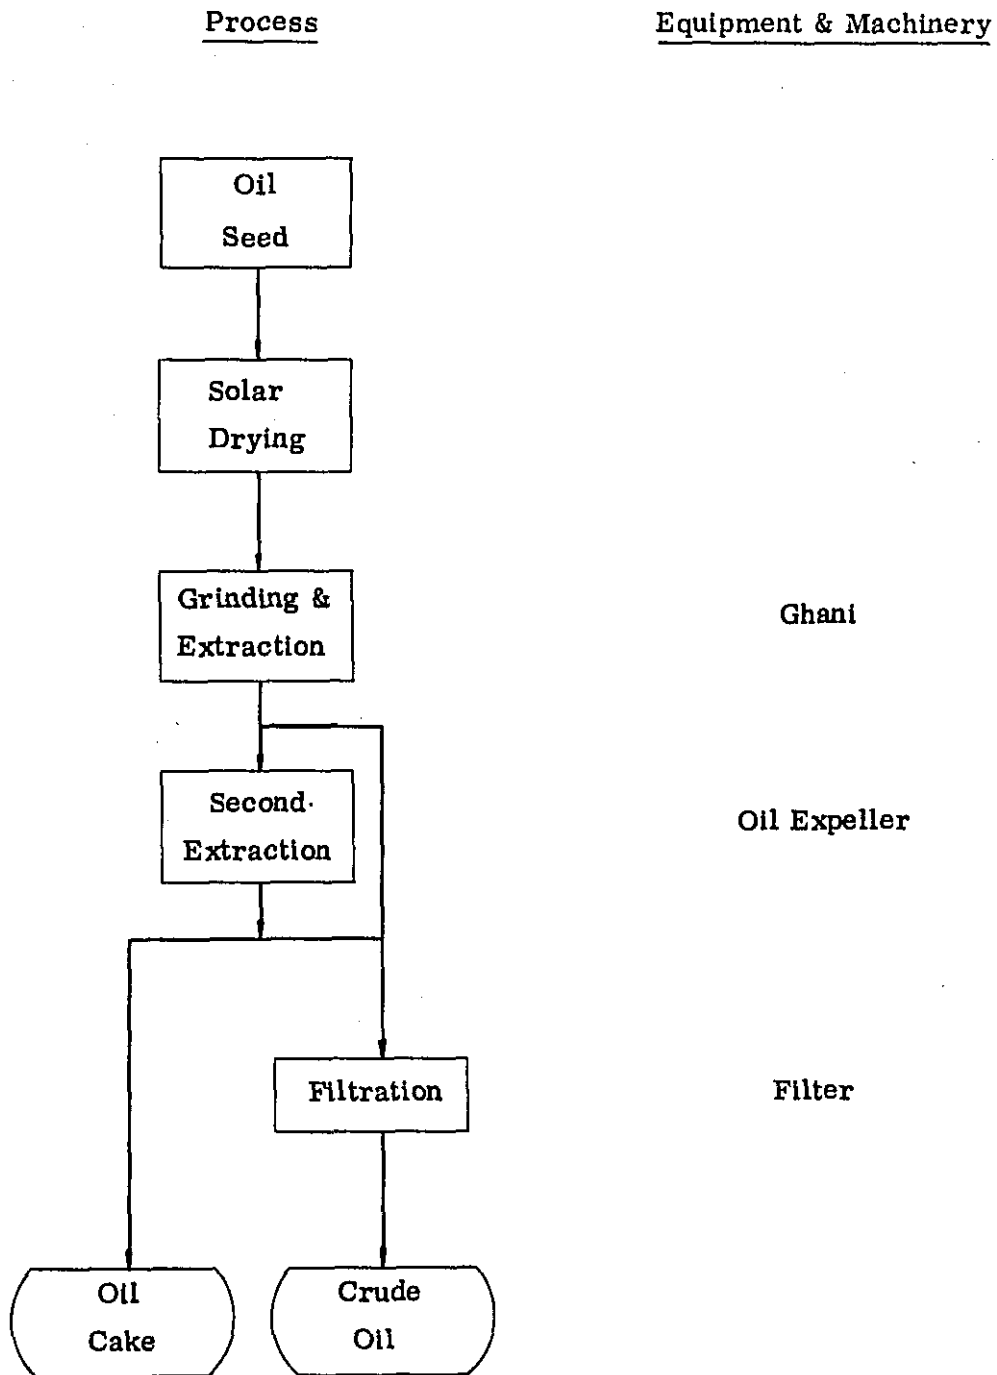 Process
Equipment & Machinery
Oil
Seed
Solar
Drying
Grinding &
Extraction
Ghani
Second
Extraction
Oil Expeller
Filtration
Filter
Oil
Cake
Crude
Oil